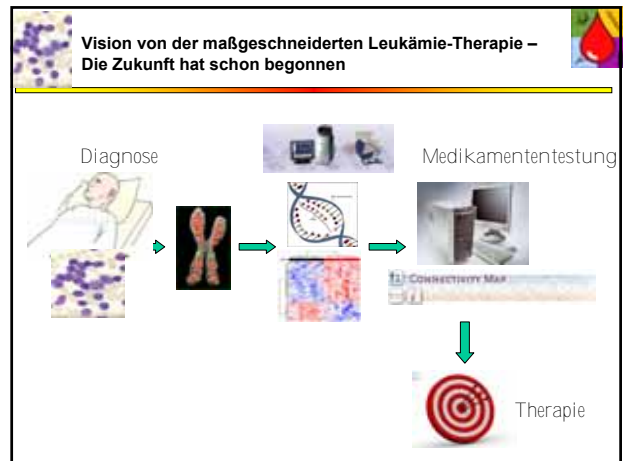 Vision von der maßgeschneiderten Leukämie-Therapie –
Die Zukunft hat schon begonnen
Diagnose
Medikamententestung
CONNECTIVITY MAP
Therapie